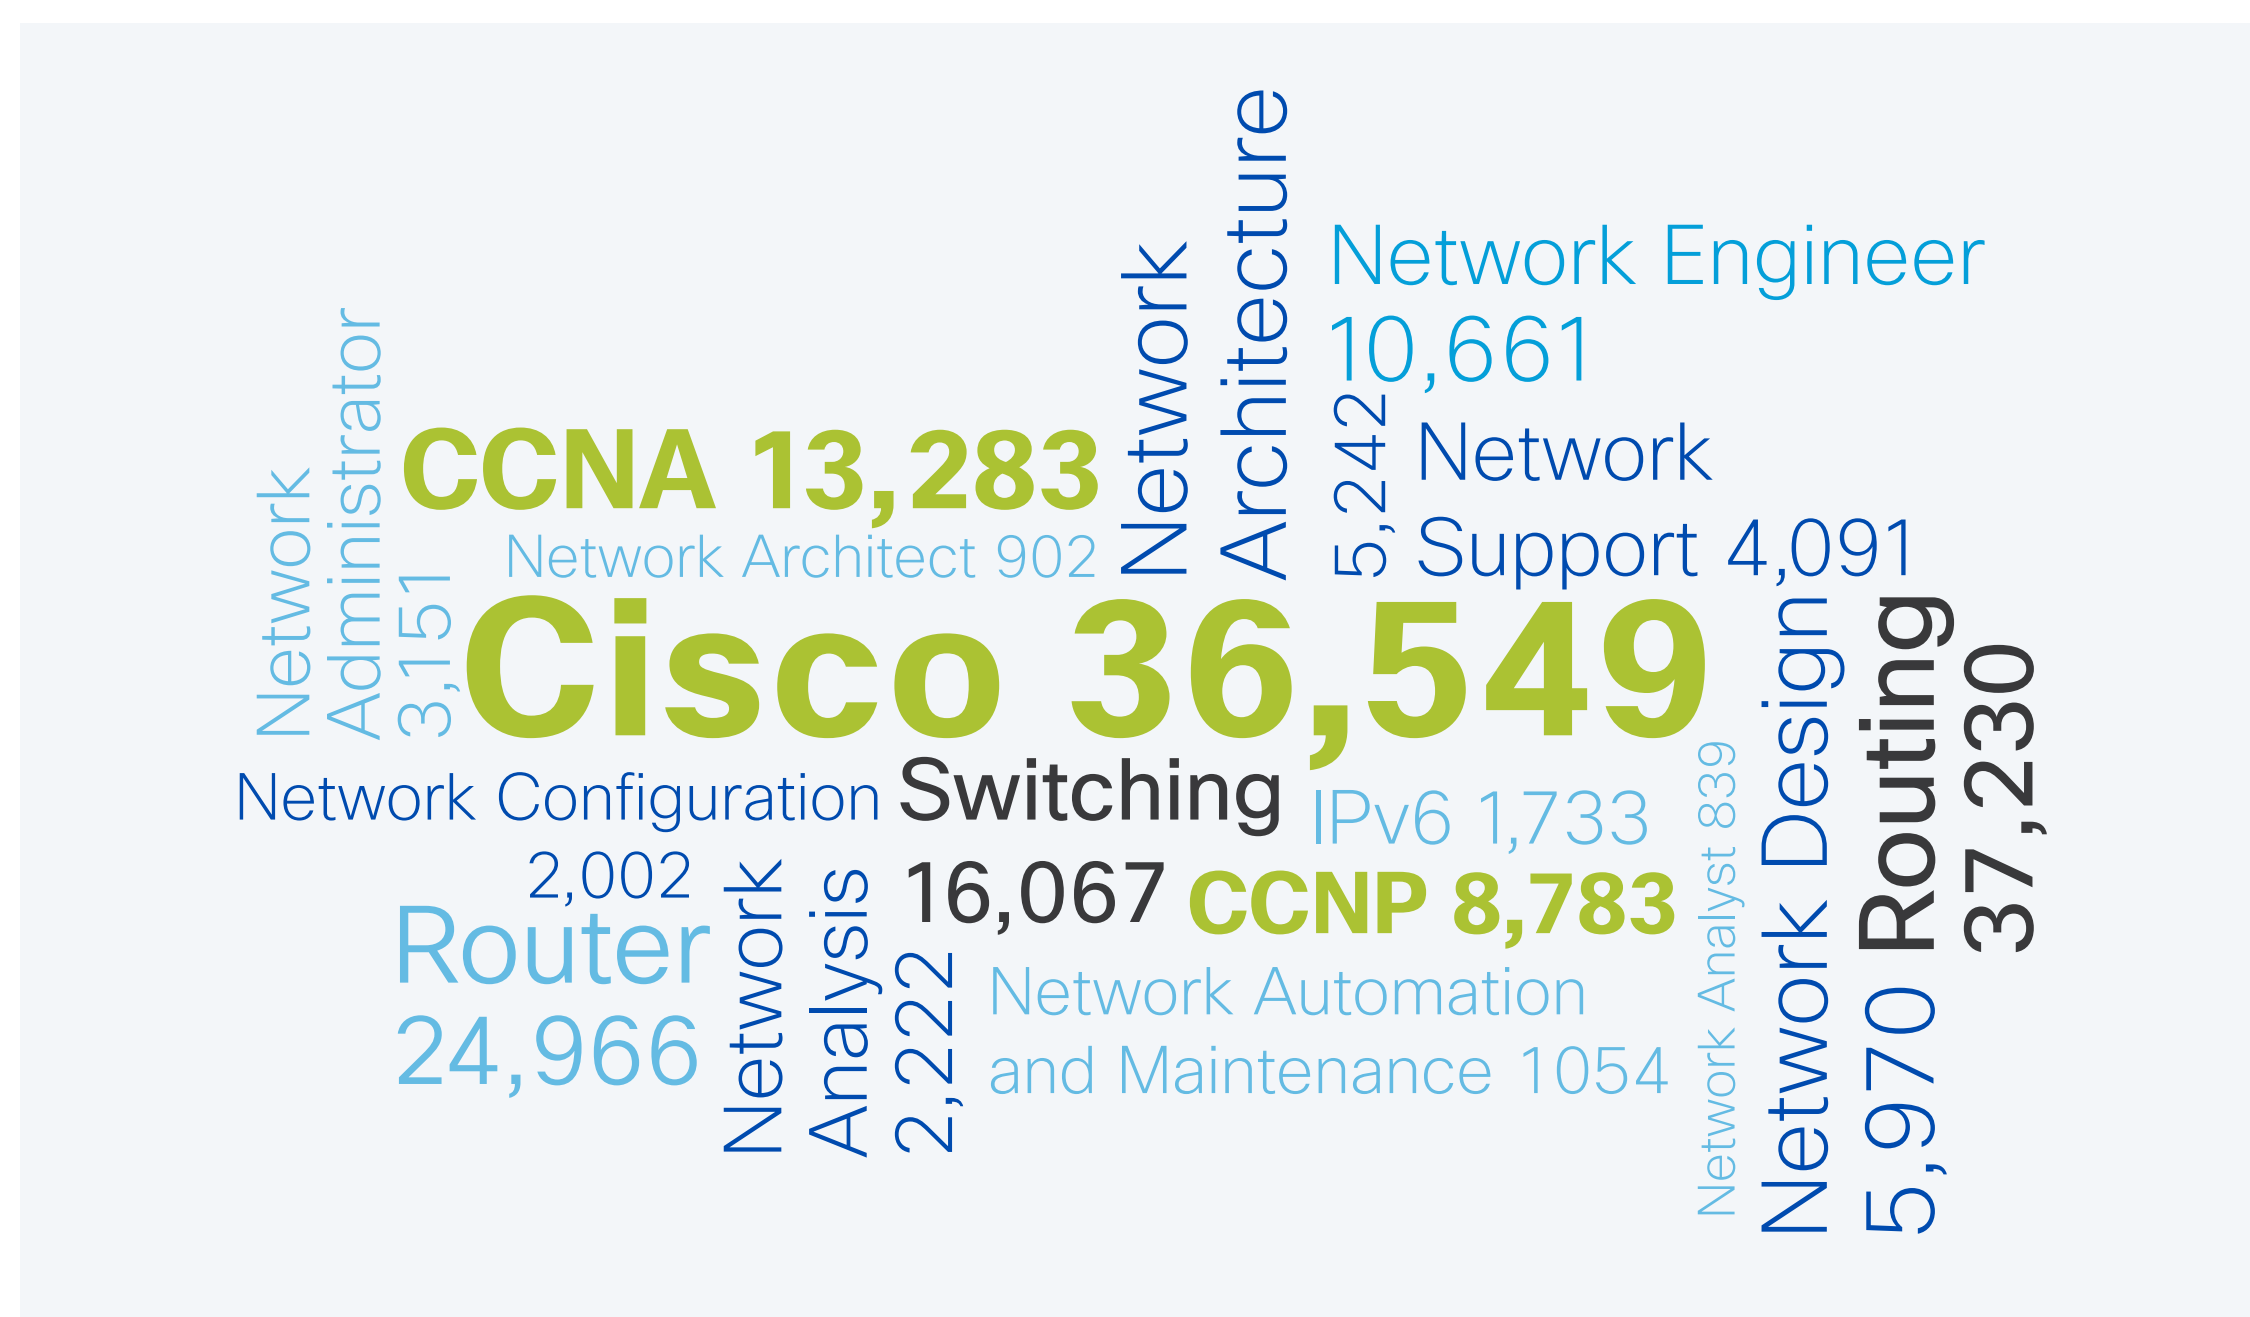 Network
Architecture
5,242
Network Engineer
10,661
Network
Administrator
3,151
CCNA 13,283
Network
Support 4,091
Network Architect 902
Cisco 36,549
Network Configuration
2,002
Switching
16,067
IPv6 1,733
CCNP 8,783
Router
24,966
Network
Analysis
2,222
Network Automation
and Maintenance 1054
Network Analyst 839
Network Design
5,970
Routing
37,230